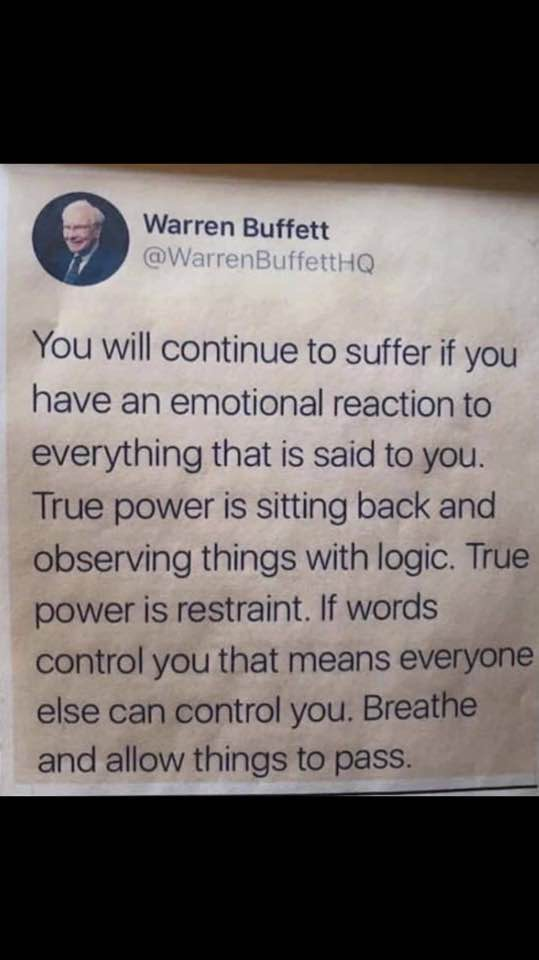 Warren Buffett
@WarrenBuffettHQ
You will continue to suffer if you
have an emotional reaction to
everything that is said to you.
True power is sitting back and
observing things with logic. True
power is restraint. If words
control you that means everyone
else can control you. Breathe
and allow things to pass.